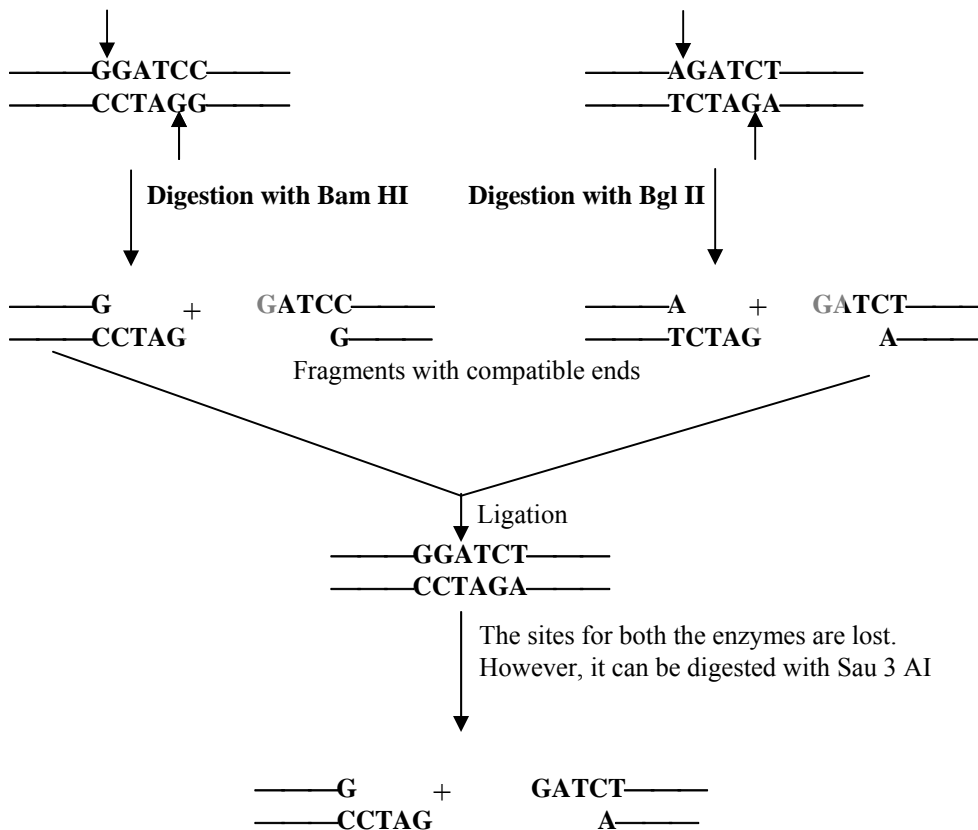 GGATCC AGATCT
CCTAGG TCTAGA
Digestion with Bam HI Digestion with Bgl II
G + GATCC A + GATCT
CCTAG G TCTAG A
Fragments with compatible ends
Ligation
GGATCT
CCTAGA
The sites for both the enzymes are lost.
However, it can be digested with Sau 3 AI
G + GATCT
CCTAG A